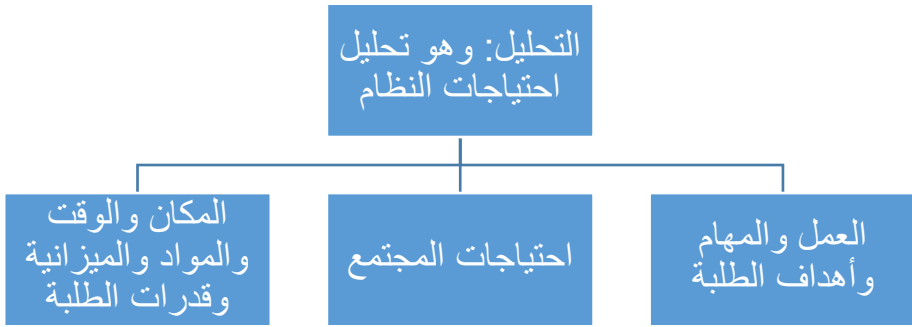 التحليل: وهو تحليل
احتياجات النظام
العمل والمهام
وأهداف الطلبة
احتياجات المجتمع
المكان والوقت
والمواد والميزانية
وقدرات الطلبة